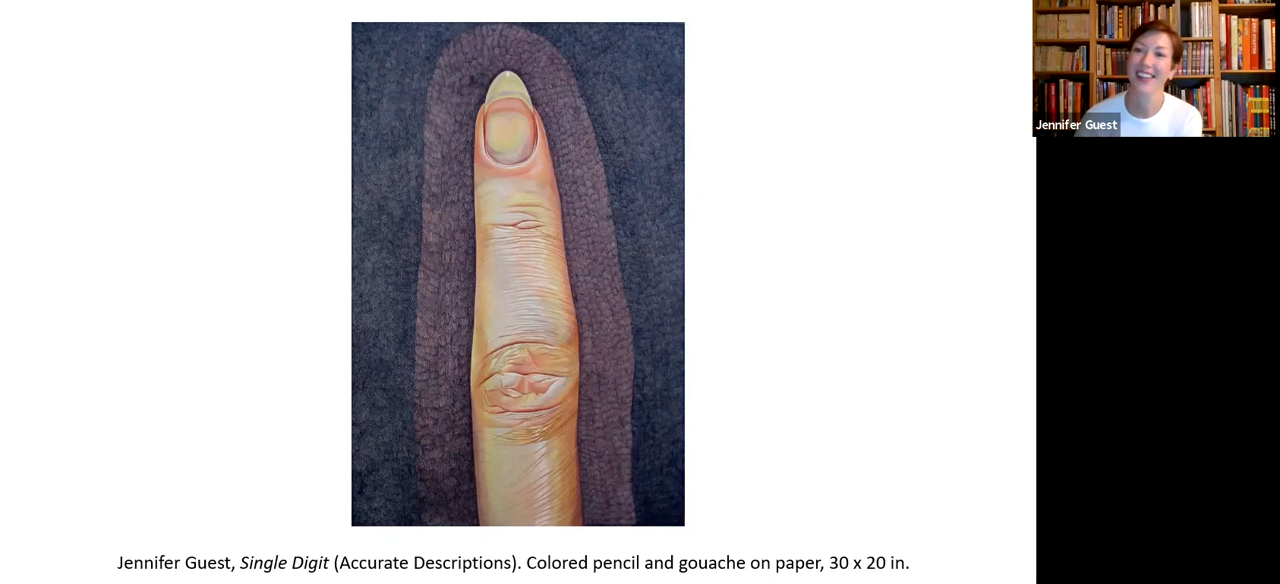 Jennifer Guest
Jennifer Guest, Single Digit (Accurate Descriptions). Colored pencil and gouache on paper, 30 x 20 in.